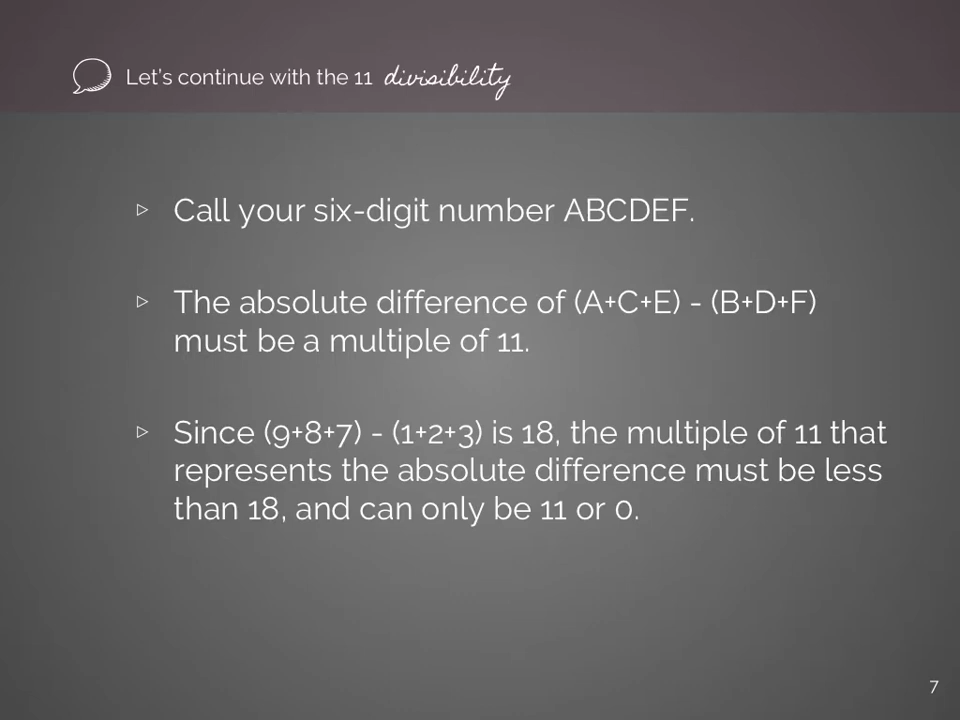 Let's continue with the 11 divisibility
▹ Call your six-digit number ABCDEF.
▹ The absolute difference of (A+C+E) - (B+D+F)
must be a multiple of 11.
▹ Since (9+8+7) - (1+2+3) is 18, the multiple of 11 that
represents the absolute difference must be less
than 18, and can only be 11 or 0.
7